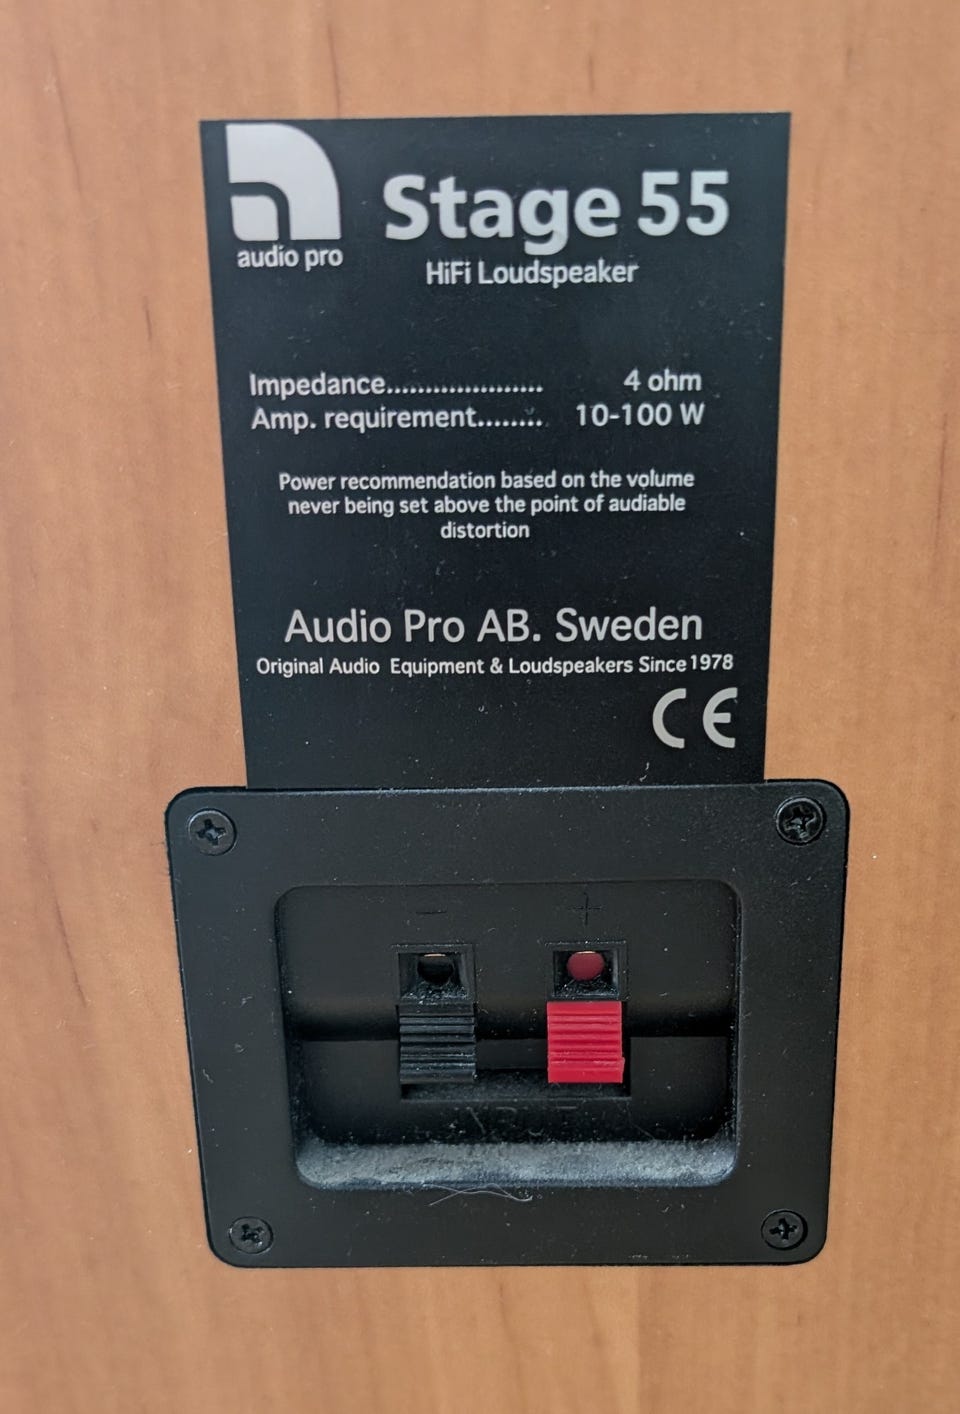 audio pro
Stage 55
HiFi Loudspeaker
Impedance.................... 4 ohm
Amp. requirement........ 10-100 W
Power recommendation based on the volume
never being set above the point of audiable
distortion
Audio Pro AB. Sweden
Original Audio Equipment & Loudspeakers Since 1978
CE
- +
INPUT